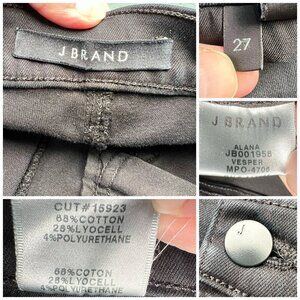 J BRAND
27
J BRAND
ALANA
JB001958
VESPER
MPO-4706
CUT#15923
68%COTTON
28%LYOCELL
4%POLYURETHANE
68%COTON
28%LYOCELL
4%POLYURETHANE
J